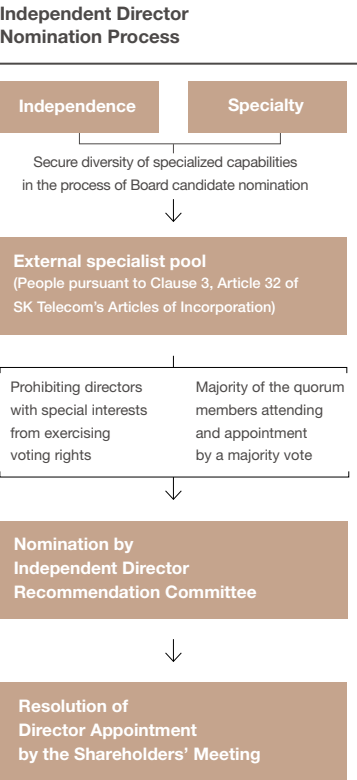 Independent Director
Nomination Process
Independence
Specialty
Secure diversity of specialized capabilities
in the process of Board candidate nomination
External specialist pool
(People pursuant to Clause 3, Article 32 of
SK Telecom's Articles of Incorporation)
Prohibiting directors
with special interests
from exercising
voting rights
Majority of the quorum
members attending
and appointment
by a majority vote
Nomination by
Independent Director
Recommendation Committee
Resolution of
Director Appointment
by the Shareholders' Meeting